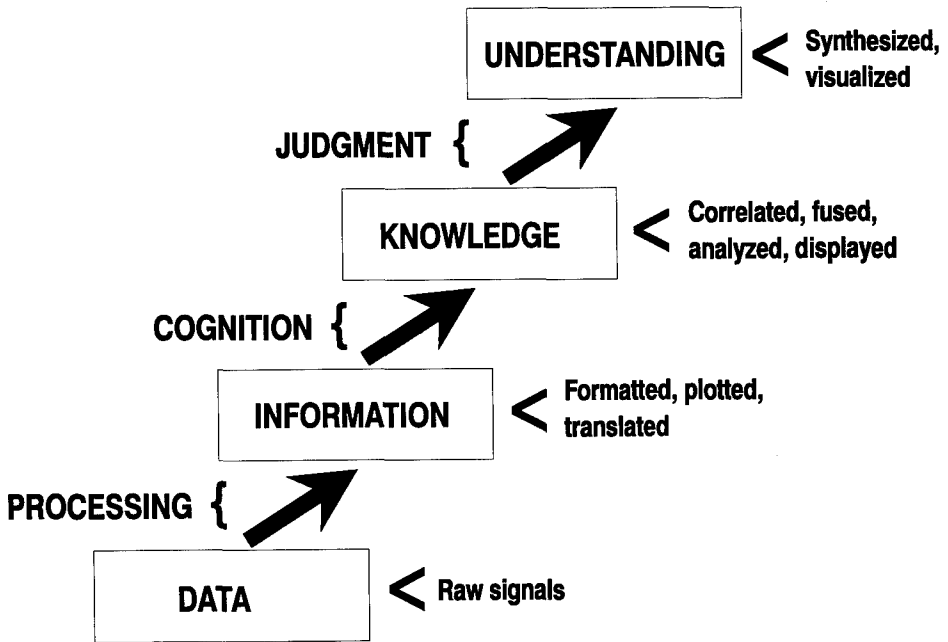 UNDERSTANDING
Synthesized,
visualized
JUDGMENT {
KNOWLEDGE
Correlated, fused,
analyzed, displayed
COGNITION {
INFORMATION
Formatted, plotted,
translated
PROCESSING {
DATA
Raw signals